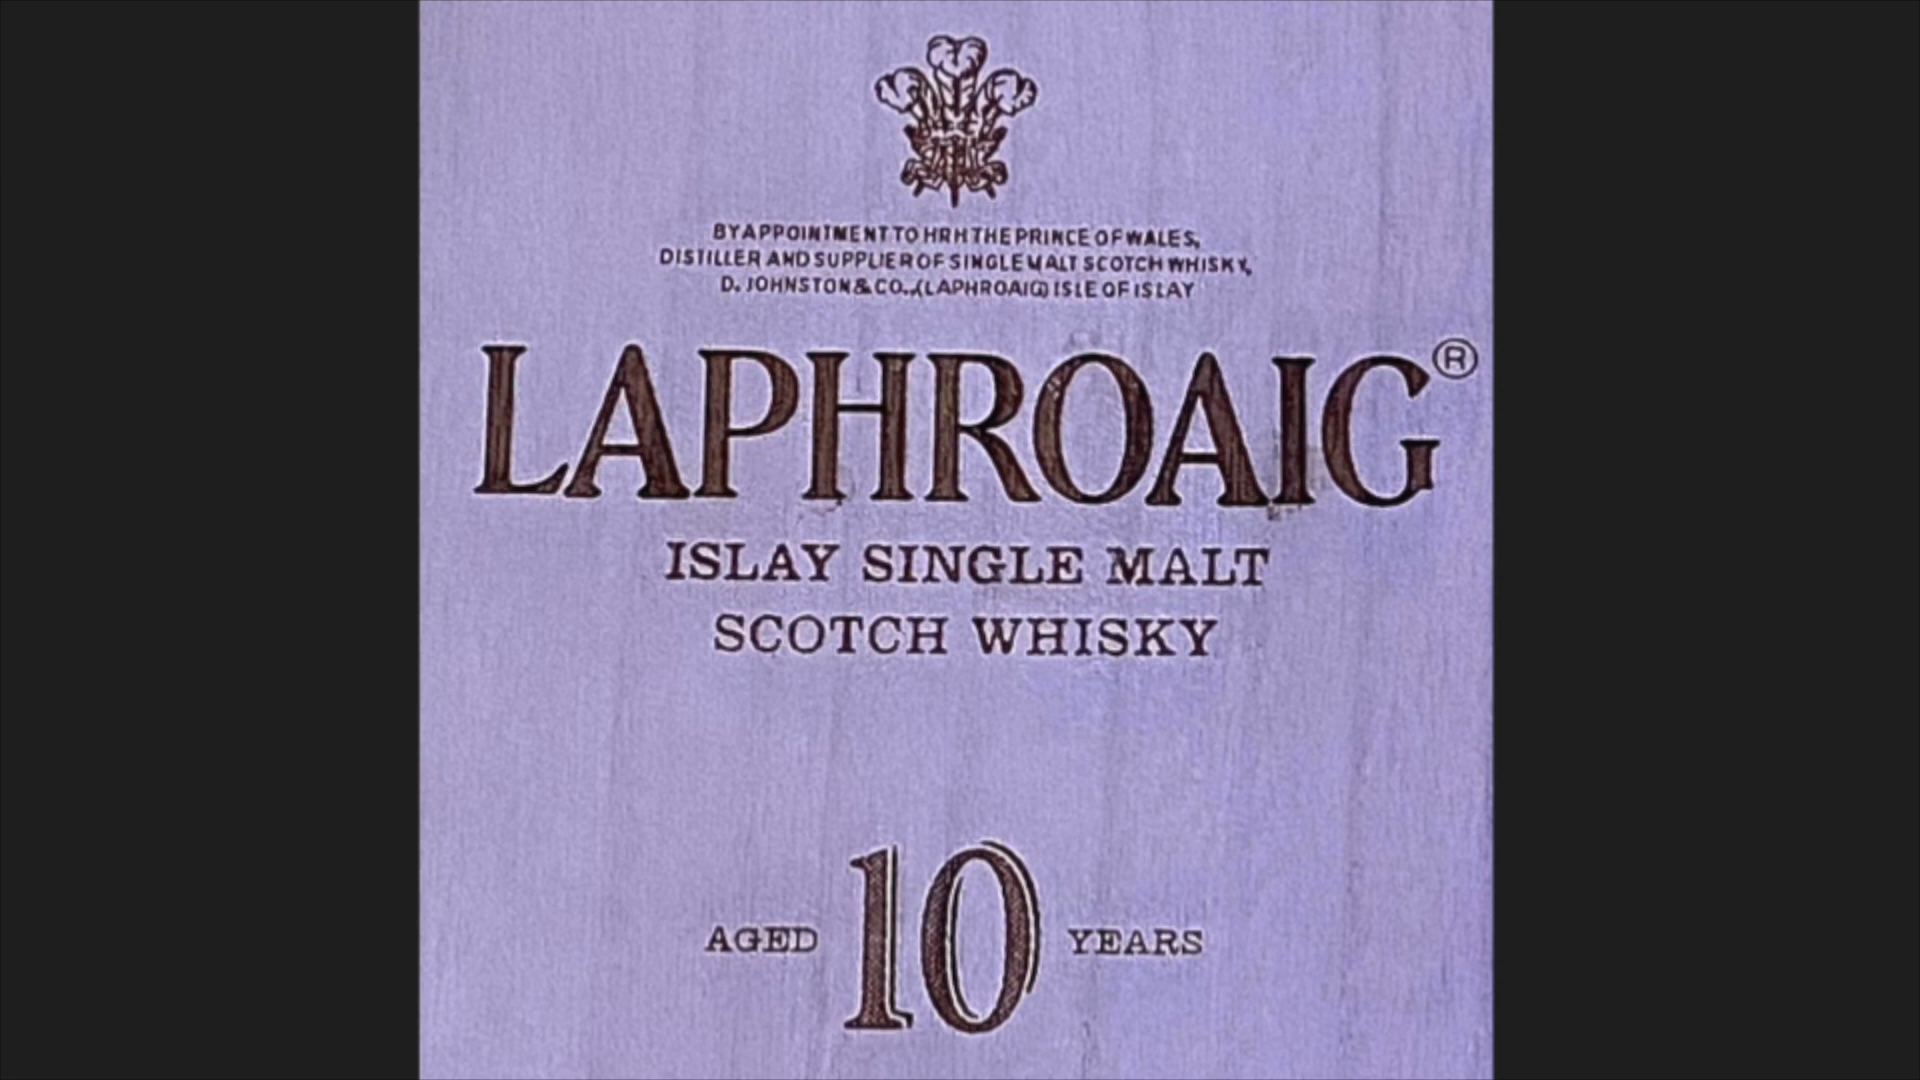 BY APPOINTMENT TO HRH THE PRINCE OF WALES,
DISTILLER AND SUPPLIER OF SINGLE MALT SCOTCH WHISKY,
D. JOHNSTON & CO., (LAPHROAIG) ISLE OF ISLAY
LAPHROAIG®
ISLAY SINGLE MALT
SCOTCH WHISKY
AGED 10 YEARS